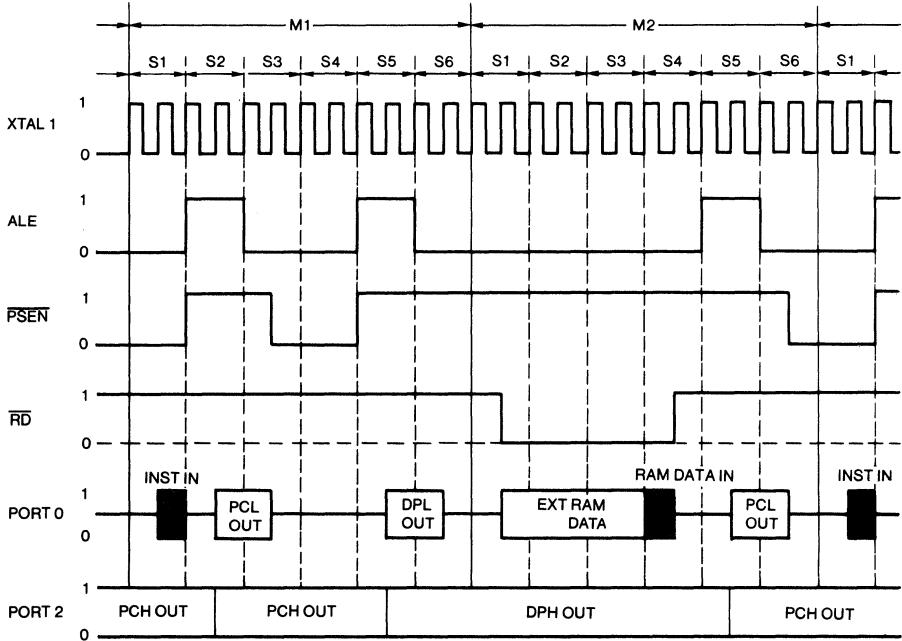 M1 M2
S1 S2 S3 S4 S5 S6 S1 S2 S3 S4 S5 S6 S1
1
XTAL 1
0
1
ALE
0
1
PSEN
0
1
RD
0
INST IN RAM DATA IN INST IN
1
PORT 0
0
PCL OUT
DPL OUT
EXT RAM DATA
PCL OUT
1
PORT 2
0
PCH OUT PCH OUT DPH OUT PCH OUT